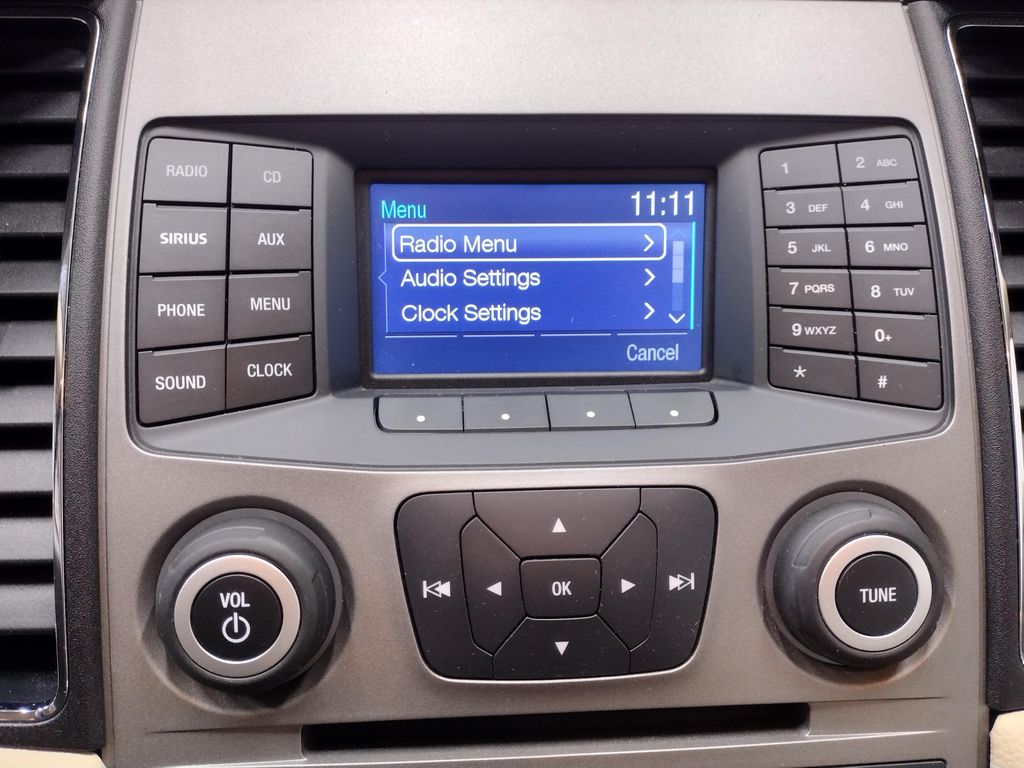 RADIO
CD
SIRIUS
AUX
PHONE
MENU
SOUND
CLOCK
Menu
11:11
Radio Menu
Audio Settings
Clock Settings
Cancel
1
2 ABC
3 DEF
4 GHI
5 JKL
6 MNO
7 PQRS
8 TUV
9 WXYZ
0+
*
#
VOL
OK
TUNE